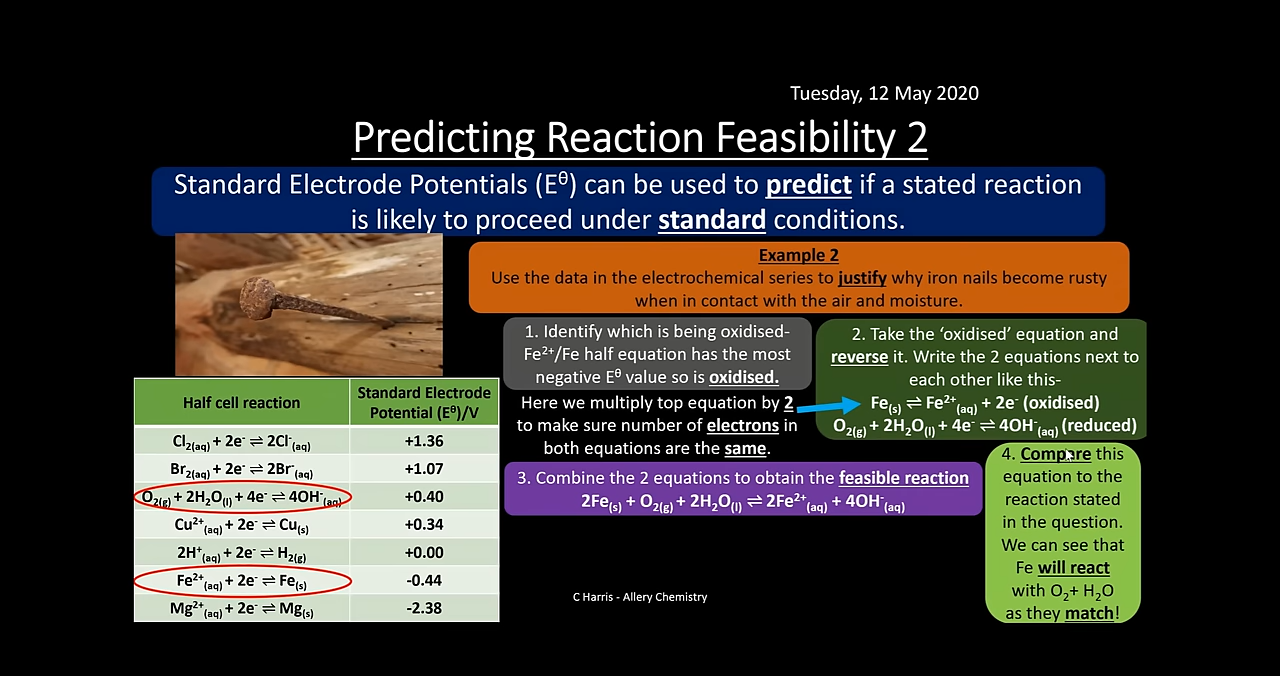 Tuesday, 12 May 2020
Predicting Reaction Feasibility 2
Standard Electrode Potentials (Eᶿ) can be used to predict if a stated reaction
is likely to proceed under standard conditions.
Example 2
Use the data in the electrochemical series to justify why iron nails become rusty
when in contact with the air and moisture.
1. Identify which is being oxidised-
Fe²⁺/Fe half equation has the most
negative Eᶿ value so is oxidised.
Here we multiply top equation by 2
to make sure number of electrons in
both equations are the same.
2. Take the ‘oxidised’ equation and
reverse it. Write the 2 equations next to
each other like this-
Fe₍ₛ₎ ⇌ Fe²⁺₍aq₎ + 2e⁻ (oxidised)
O₂₍g₎ + 2H₂O₍ₗ₎ + 4e⁻ ⇌ 4OH⁻₍aq₎ (reduced)
3. Combine the 2 equations to obtain the feasible reaction
2Fe₍ₛ₎ + O₂₍g₎ + 2H₂O₍ₗ₎ ⇌ 2Fe²⁺₍aq₎ + 4OH⁻₍aq₎
4. Compare this
equation to the
reaction stated
in the question.
We can see that
Fe will react
with O₂+ H₂O
as they match!
Half cell reaction
Standard Electrode
Potential (Eᶿ)/V
Cl₂₍aq₎ + 2e⁻ ⇌ 2Cl⁻₍aq₎ +1.36
Br₂₍aq₎ + 2e⁻ ⇌ 2Br⁻₍aq₎ +1.07
O₂₍g₎ + 2H₂O₍ₗ₎ + 4e⁻ ⇌ 4OH⁻₍aq₎ +0.40
Cu²⁺₍aq₎ + 2e⁻ ⇌ Cu₍ₛ₎ +0.34
2H⁺₍aq₎ + 2e⁻ ⇌ H₂₍g₎ +0.00
Fe²⁺₍aq₎ + 2e⁻ ⇌ Fe₍ₛ₎ -0.44
Mg²⁺₍aq₎ + 2e⁻ ⇌ Mg₍ₛ₎ -2.38
C Harris - Allery Chemistry